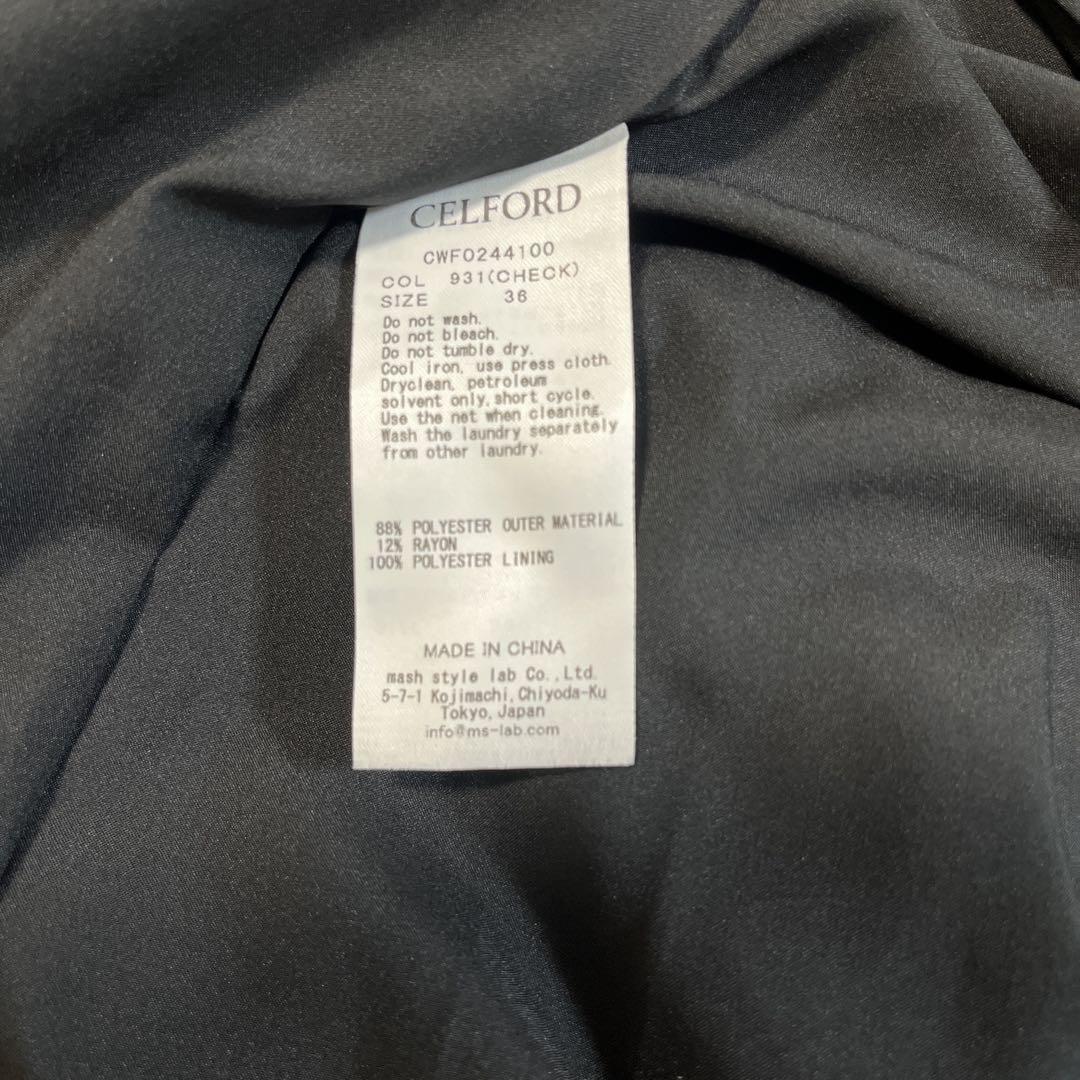 CELFORD
CWFO244100
COL 931(CHECK)
SIZE 36
Do not wash.
Do not bleach.
Do not tumble dry.
Cool iron, use press cloth.
Dryclean, petroleum
solvent only, short cycle.
Use the net when cleaning.
Wash the laundry separately
from other laundry.
88% POLYESTER OUTER MATERIAL
12% RAYON
100% POLYESTER LINING
MADE IN CHINA
mash style lab Co.,Ltd.
5-7-1 Kojimachi, Chiyoda-Ku
Tokyo, Japan
info@ms-lab.com